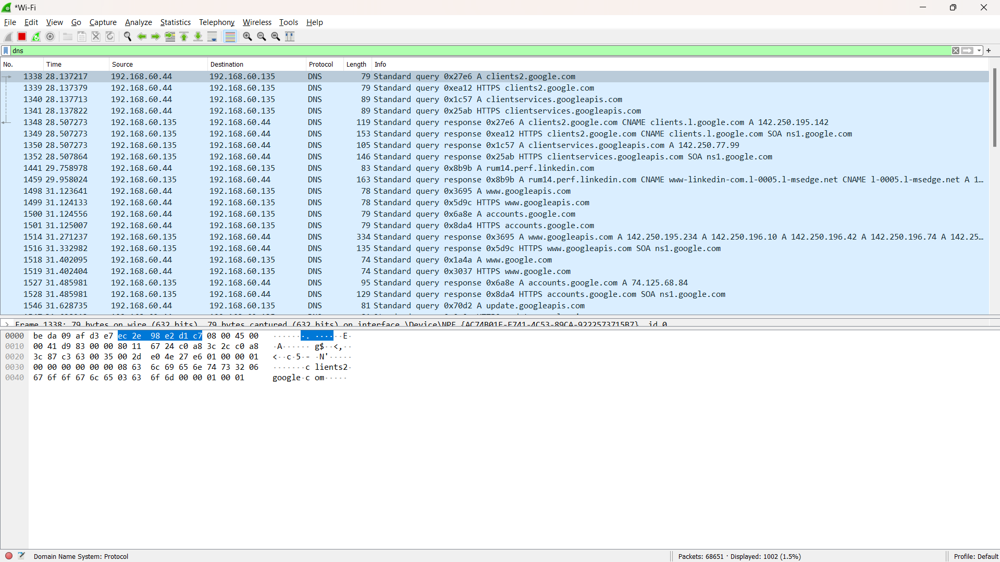 *Wi-Fi
File Edit View Go Capture Analyze Statistics Telephony Wireless Tools Help
dns
No. Time Source Destination Protocol Length Info
1338 28.137217 192.168.60.44 192.168.60.135 DNS 79 Standard query 0x27e6 A clients2.google.com
1339 28.137379 192.168.60.44 192.168.60.135 DNS 79 Standard query 0xea12 HTTPS clients2.google.com
1340 28.137713 192.168.60.44 192.168.60.135 DNS 89 Standard query 0x1c57 A clientservices.googleapis.com
1341 28.137822 192.168.60.44 192.168.60.135 DNS 89 Standard query 0x25ab HTTPS clientservices.googleapis.com
1348 28.507273 192.168.60.135 192.168.60.44 DNS 119 Standard query response 0x27e6 A clients2.google.com CNAME clients.l.google.com A 142.250.195.142
1349 28.507273 192.168.60.135 192.168.60.44 DNS 153 Standard query response 0xea12 HTTPS clients2.google.com CNAME clients.l.google.com SOA ns1.google.com
1350 28.507273 192.168.60.135 192.168.60.44 DNS 105 Standard query response 0x1c57 A clientservices.googleapis.com A 142.250.77.99
1352 28.507864 192.168.60.135 192.168.60.44 DNS 146 Standard query response 0x25ab HTTPS clientservices.googleapis.com SOA ns1.google.com
1441 29.758978 192.168.60.44 192.168.60.135 DNS 83 Standard query 0x8b9b A rum14.perf.linkedin.com
1459 29.958024 192.168.60.135 192.168.60.44 DNS 163 Standard query response 0x8b9b A rum14.perf.linkedin.com CNAME www-linkedin-com.l-0005.l-msedge.net CNAME l-0005.l-msedge.net A 1…
1498 31.123641 192.168.60.44 192.168.60.135 DNS 78 Standard query 0x3695 A www.googleapis.com
1499 31.124133 192.168.60.44 192.168.60.135 DNS 78 Standard query 0x5d9c HTTPS www.googleapis.com
1500 31.124556 192.168.60.44 192.168.60.135 DNS 79 Standard query 0x6a8e A accounts.google.com
1501 31.125007 192.168.60.44 192.168.60.135 DNS 79 Standard query 0x8da4 HTTPS accounts.google.com
1514 31.271237 192.168.60.135 192.168.60.44 DNS 334 Standard query response 0x3695 A www.googleapis.com A 142.250.195.234 A 142.250.196.10 A 142.250.196.42 A 142.250.196.74 A 142.25…
1516 31.332982 192.168.60.135 192.168.60.44 DNS 135 Standard query response 0x5d9c HTTPS www.googleapis.com SOA ns1.google.com
1518 31.402095 192.168.60.44 192.168.60.135 DNS 74 Standard query 0x1a4a A www.google.com
1519 31.402404 192.168.60.44 192.168.60.135 DNS 74 Standard query 0x3037 HTTPS www.google.com
1527 31.485981 192.168.60.135 192.168.60.44 DNS 95 Standard query response 0x6a8e A accounts.google.com A 74.125.68.84
1528 31.485981 192.168.60.135 192.168.60.44 DNS 129 Standard query response 0x8da4 HTTPS accounts.google.com SOA ns1.google.com
1546 31.628735 192.168.60.44 192.168.60.135 DNS 81 Standard query 0x70d2 A update.googleapis.com
Frame 1338: 79 bytes on wire (632 bits), 79 bytes captured (632 bits) on interface \Device\NPF_{AC74B01E-F741-4C53-89CA-9222573715B7}, id 0
0000 be da 09 af d3 e7 ec 2e 98 e2 d1 c7 08 00 45 00 ·······. ······E·
0010 00 41 d9 83 00 00 80 11 67 24 c0 a8 3c 2c c0 a8 ·A······ g$··<,··
0020 3c 87 c3 63 00 35 00 2d e0 4e 27 e6 01 00 00 01 <··c·5·- ·N'·····
0030 00 00 00 00 00 00 08 63 6c 69 65 6e 74 73 32 06 ·······c lients2·
0040 67 6f 6f 67 6c 65 03 63 6f 6d 00 00 01 00 01 google·c om·····
Domain Name System: Protocol Packets: 68651 · Displayed: 1002 (1.5%) Profile: Default